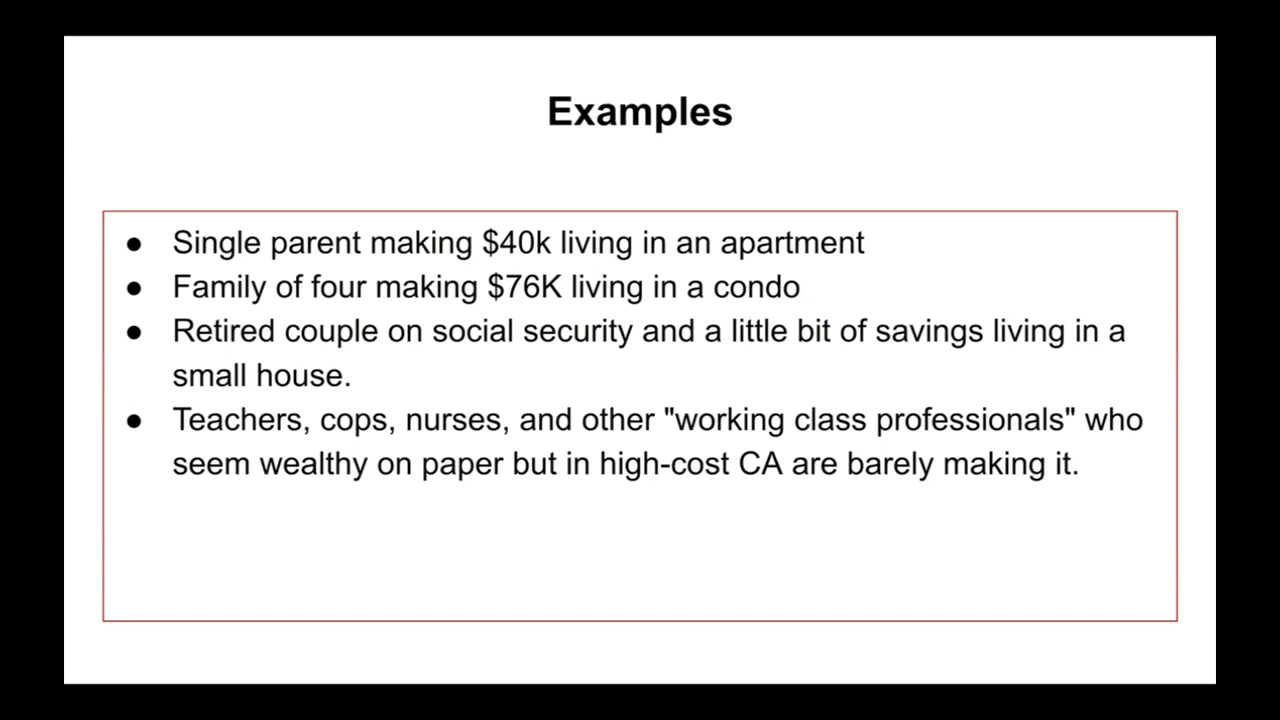 Examples
● Single parent making $40k living in an apartment
● Family of four making $76K living in a condo
● Retired couple on social security and a little bit of savings living in a
small house.
● Teachers, cops, nurses, and other "working class professionals" who
seem wealthy on paper but in high-cost CA are barely making it.